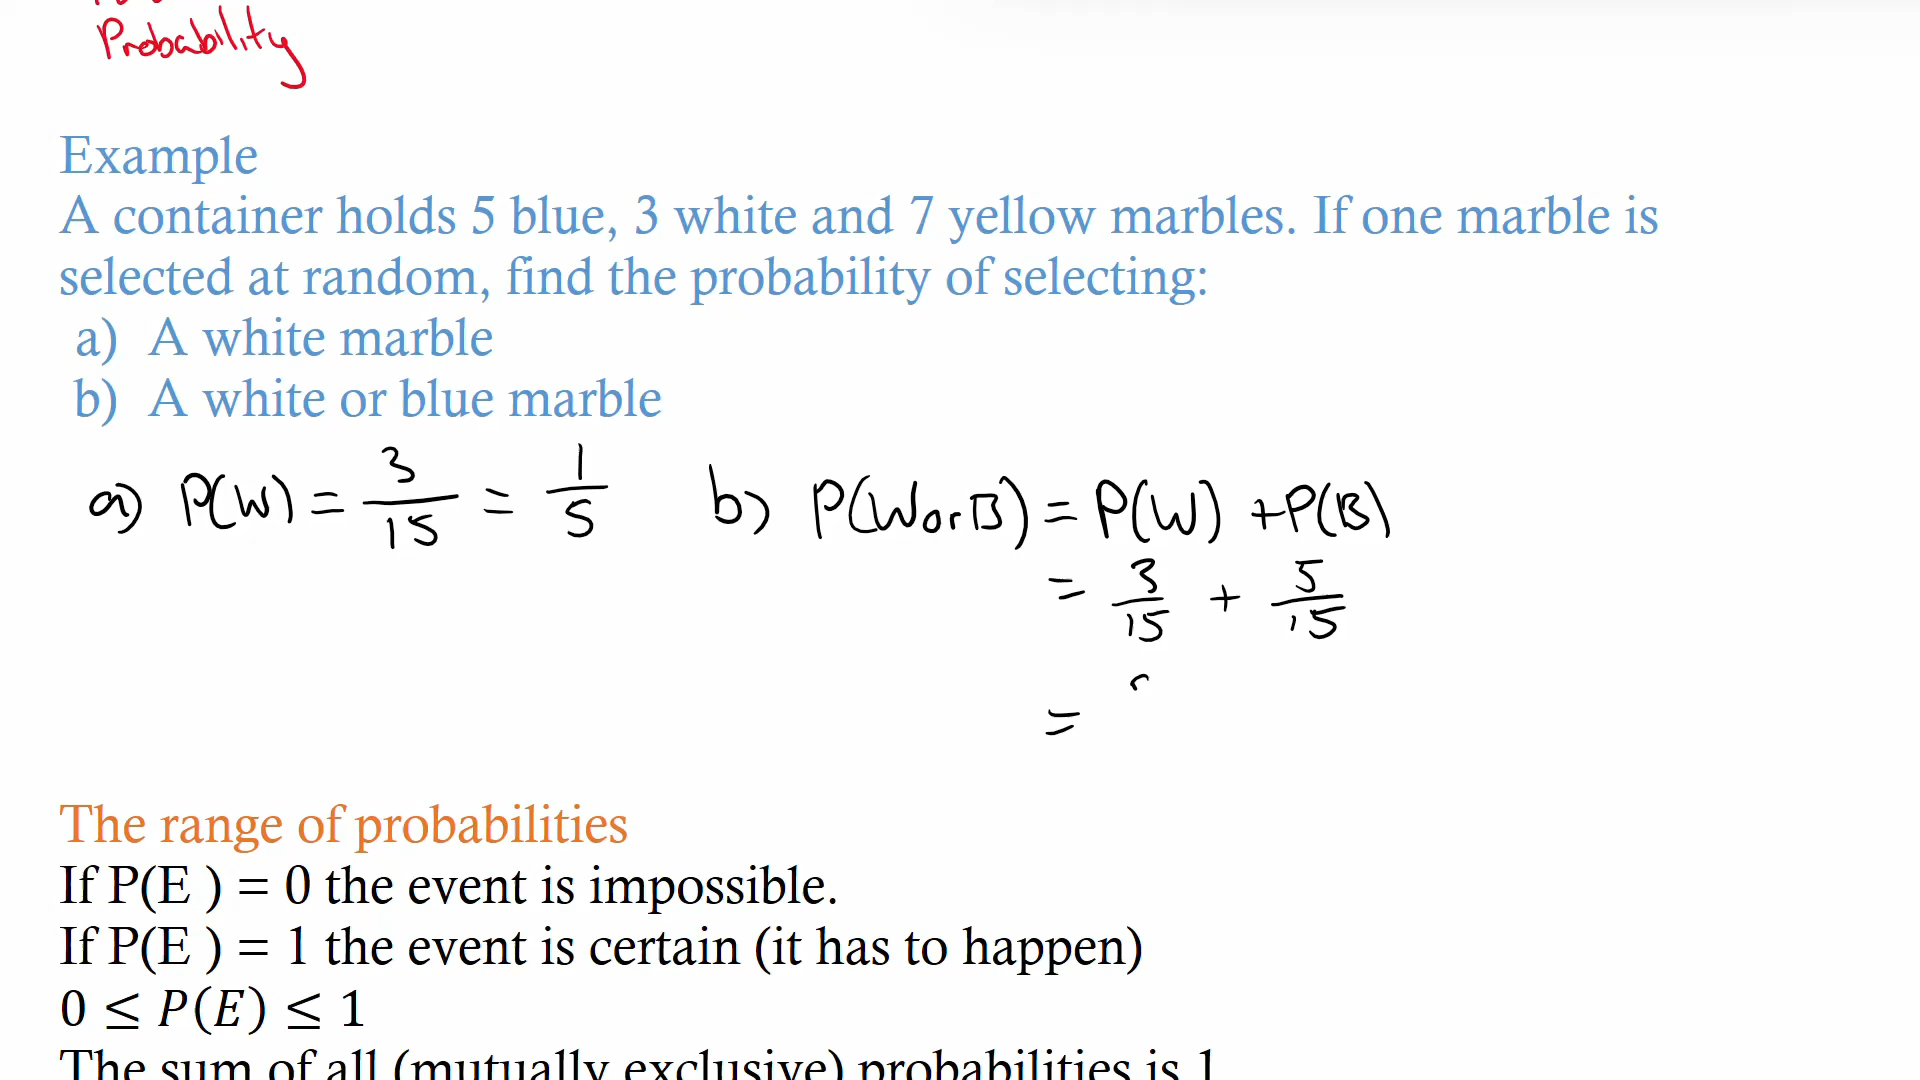 Probability
Example
A container holds 5 blue, 3 white and 7 yellow marbles. If one marble is
selected at random, find the probability of selecting:
a) A white marble
b) A white or blue marble
a) P(W) = 3/15 = 1/5
b) P(W or B) = P(W) + P(B)
= 3/15 + 5/15
=
The range of probabilities
If P(E ) = 0 the event is impossible.
If P(E ) = 1 the event is certain (it has to happen)
0 ≤ P(E) ≤ 1
The sum of all (mutually exclusive) probabilities is 1